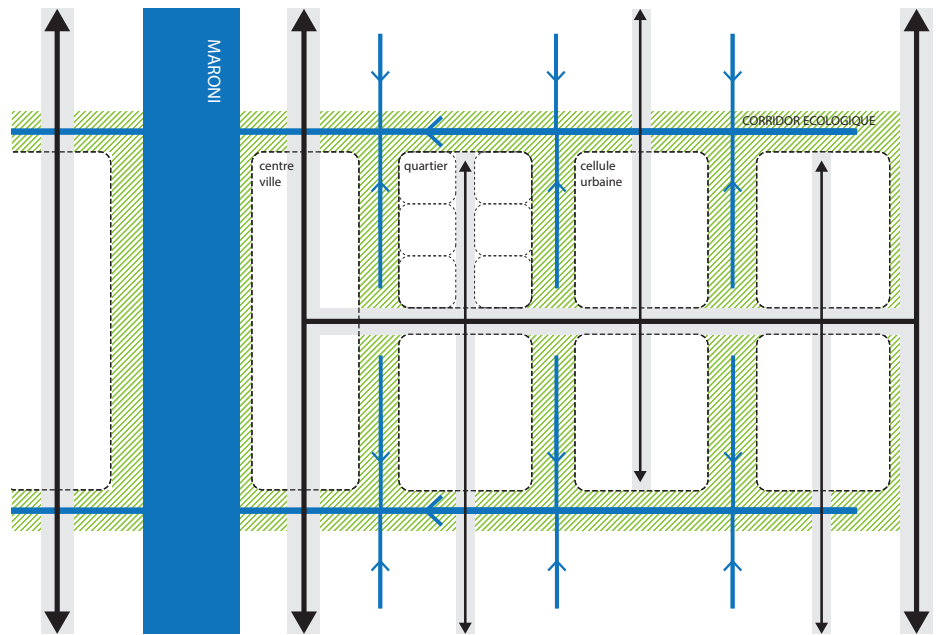 MARONI
CORRIDOR ECOLOGIQUE
centre
ville
quartier
cellule
urbaine